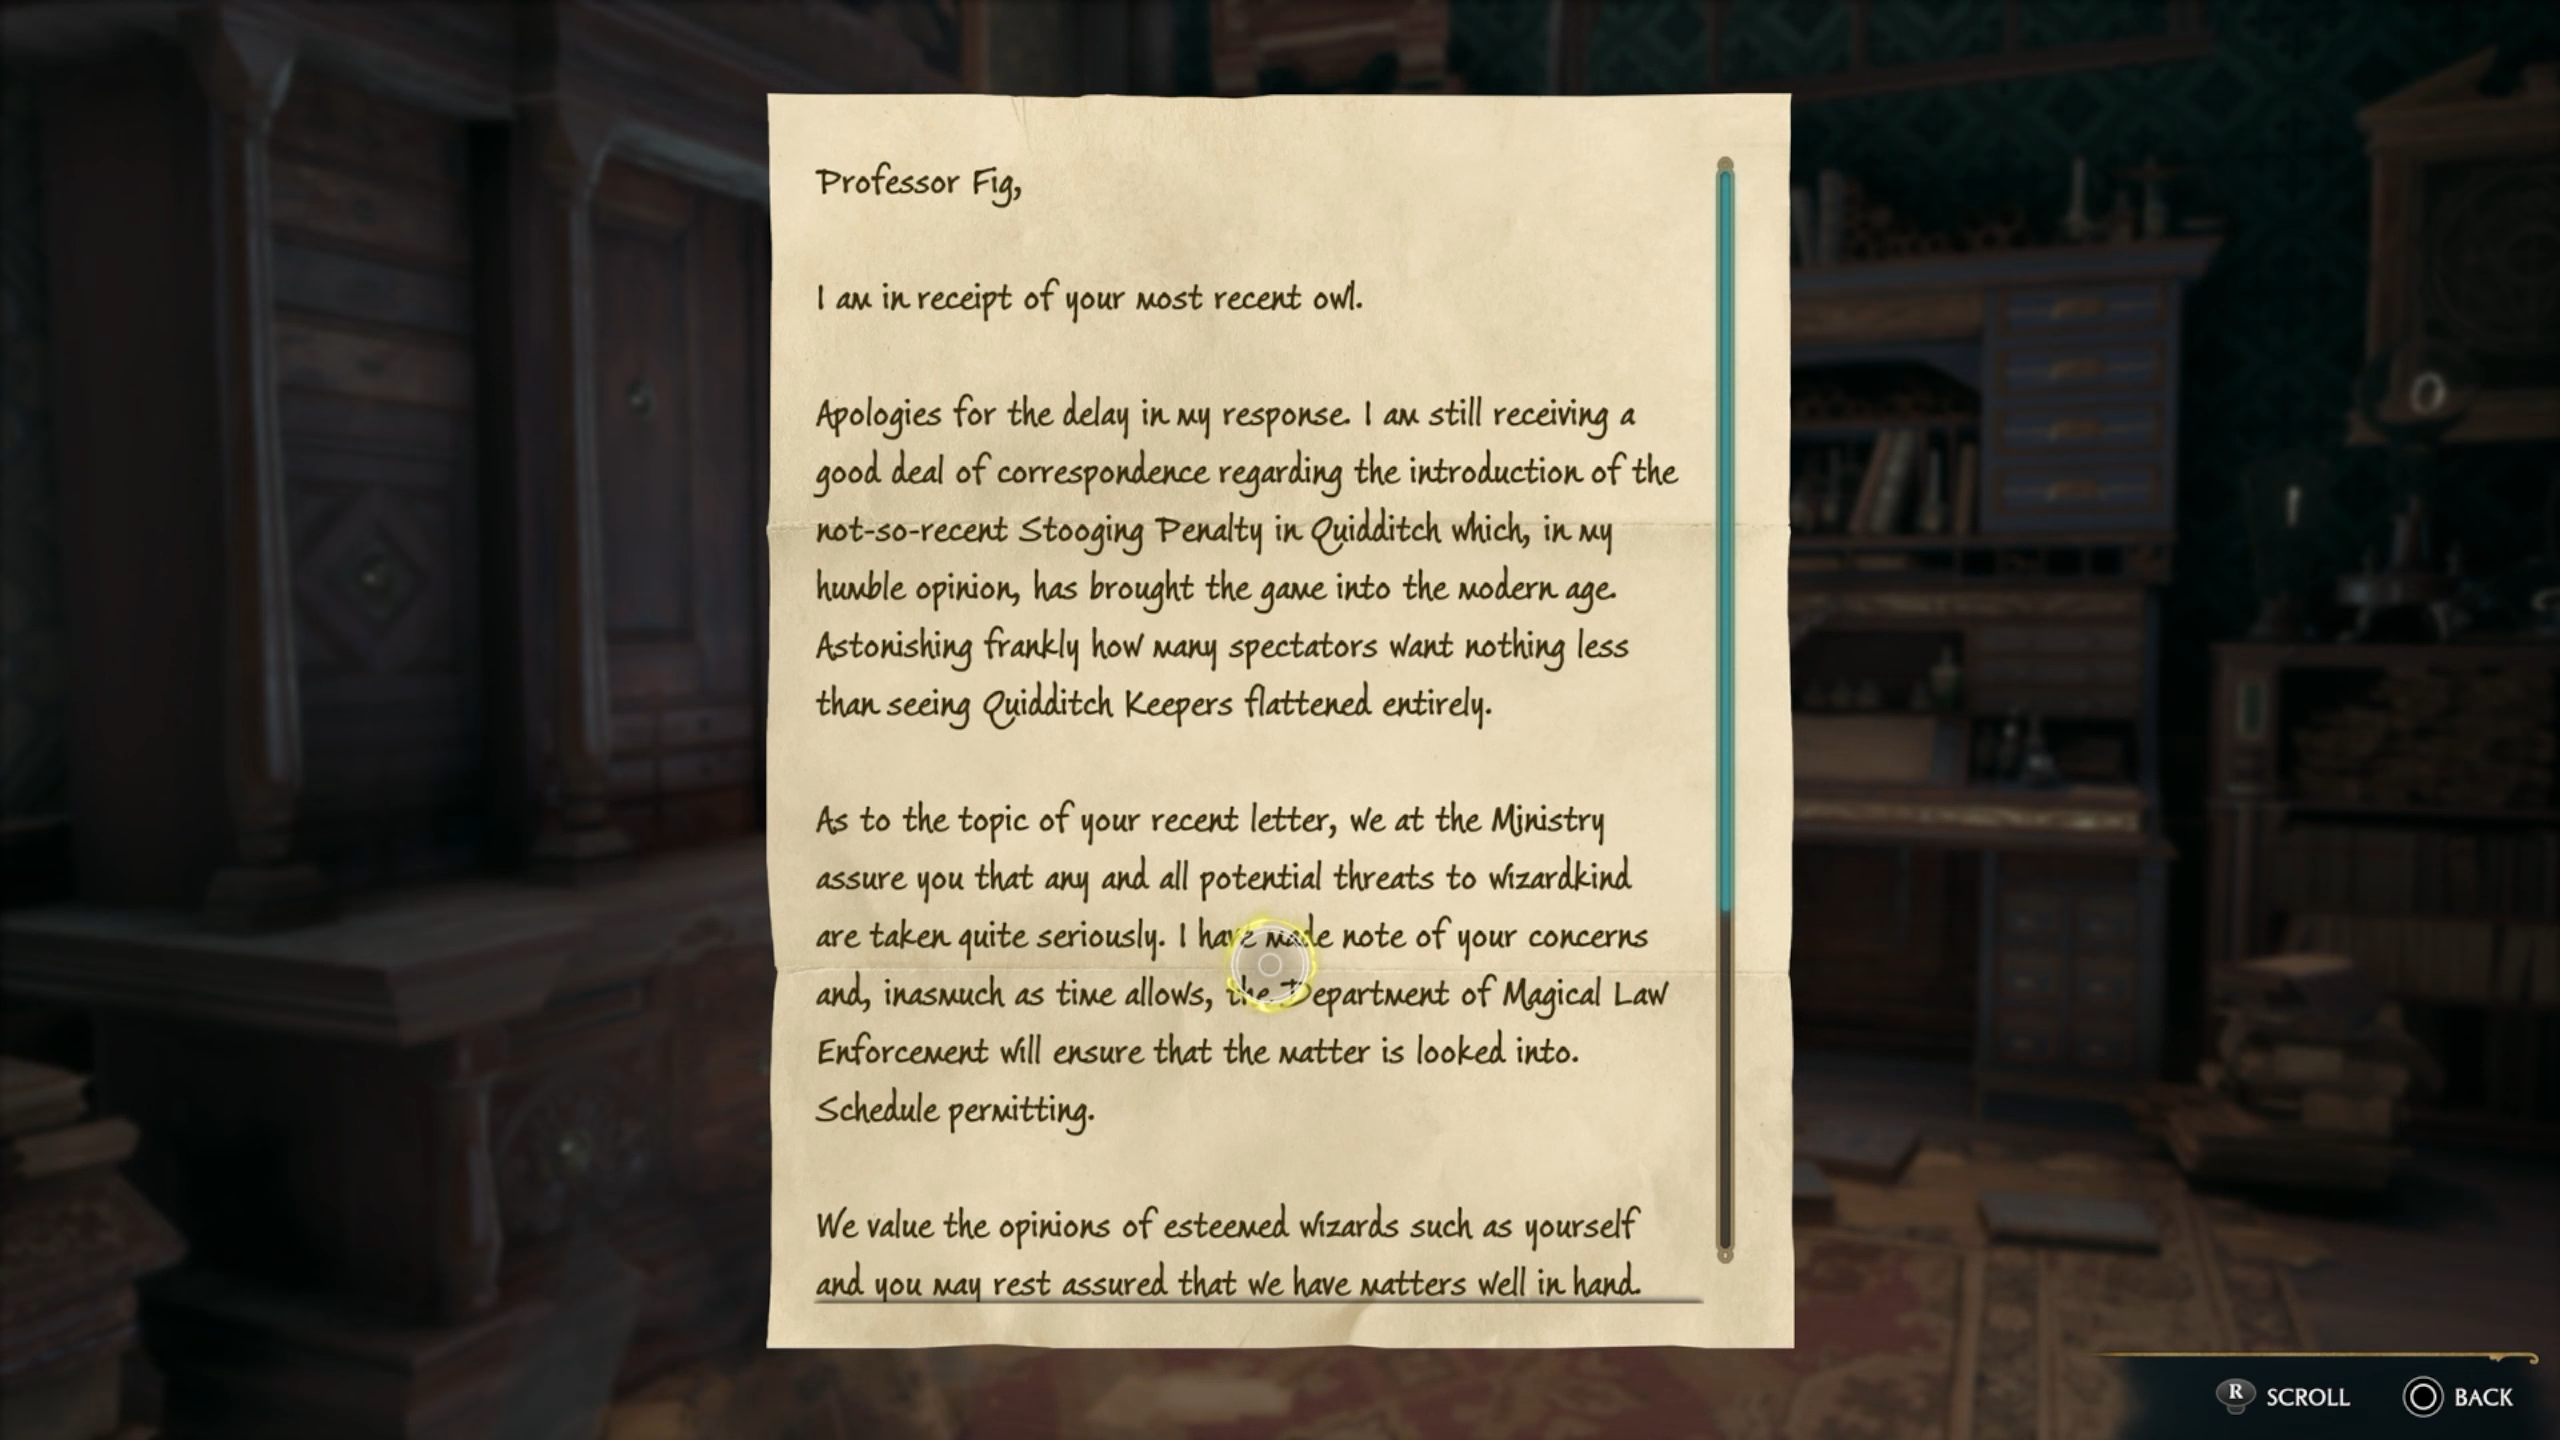 Professor Fig,
I am in receipt of your most recent owl.
Apologies for the delay in my response. I am still receiving a
good deal of correspondence regarding the introduction of the
not-so-recent Stooging Penalty in Quidditch which, in my
humble opinion, has brought the game into the modern age.
Astonishing frankly how many spectators want nothing less
than seeing Quidditch Keepers flattened entirely.
As to the topic of your recent letter, we at the Ministry
assure you that any and all potential threats to wizardkind
are taken quite seriously. I have made note of your concerns
and, inasmuch as time allows, the Department of Magical Law
Enforcement will ensure that the matter is looked into.
Schedule permitting.
We value the opinions of esteemed wizards such as yourself
and you may rest assured that we have matters well in hand.
R SCROLL BACK